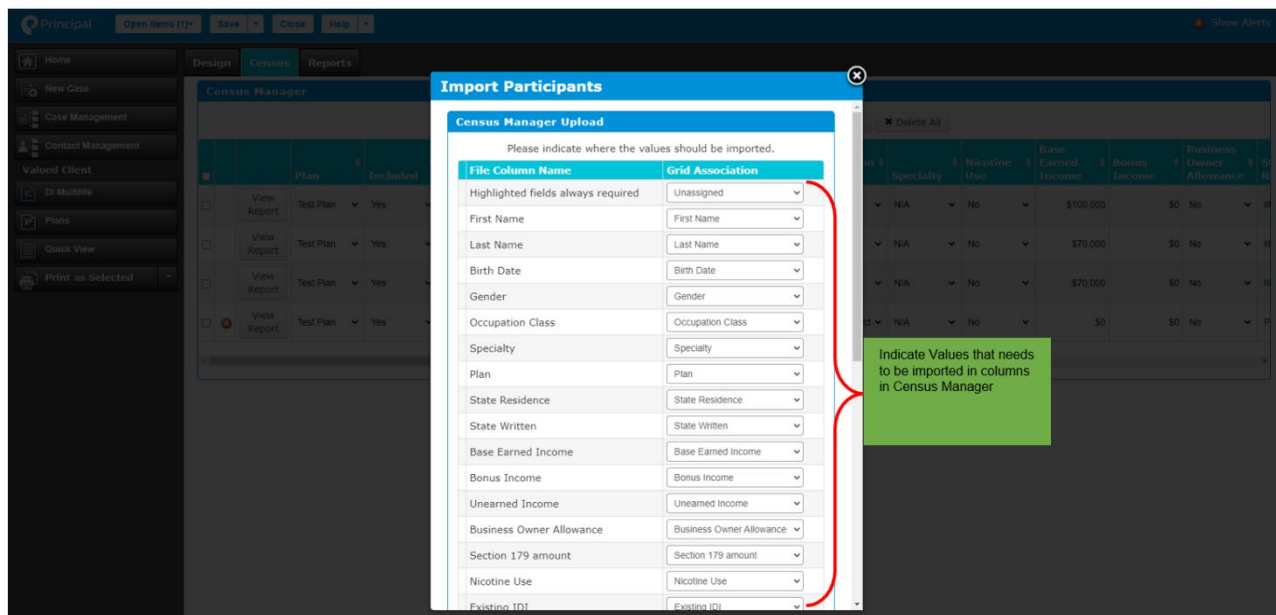 Principal Open Items (1) Save Close Help Show Alerts
Home
New Case
Case Management
Contact Management
Valued Client
DI Multilife
Plans
Quick View
Print as Selected
Design Census Reports
Census Manager
Delete All
Plan Included Specialty Nicotine Use Base Earned Income Bonus Income Business Owner Allowance
View Report Test Plan Yes N/A No $100,000 $0 No
View Report Test Plan Yes N/A No $70,000 $0 No
View Report Test Plan Yes N/A No $70,000 $0 No
View Report Test Plan Yes N/A No $0 $0 No
Import Participants
Census Manager Upload
Please indicate where the values should be imported.
File Column Name Grid Association
Highlighted fields always required Unassigned
First Name First Name
Last Name Last Name
Birth Date Birth Date
Gender Gender
Occupation Class Occupation Class
Specialty Specialty
Plan Plan
State Residence State Residence
State Written State Written
Base Earned Income Base Earned Income
Bonus Income Bonus Income
Unearned Income Unearned Income
Business Owner Allowance Business Owner Allowance
Section 179 amount Section 179 amount
Nicotine Use Nicotine Use
Existing IDI Existing IDI
Indicate Values that needs
to be imported in columns
in Census Manager